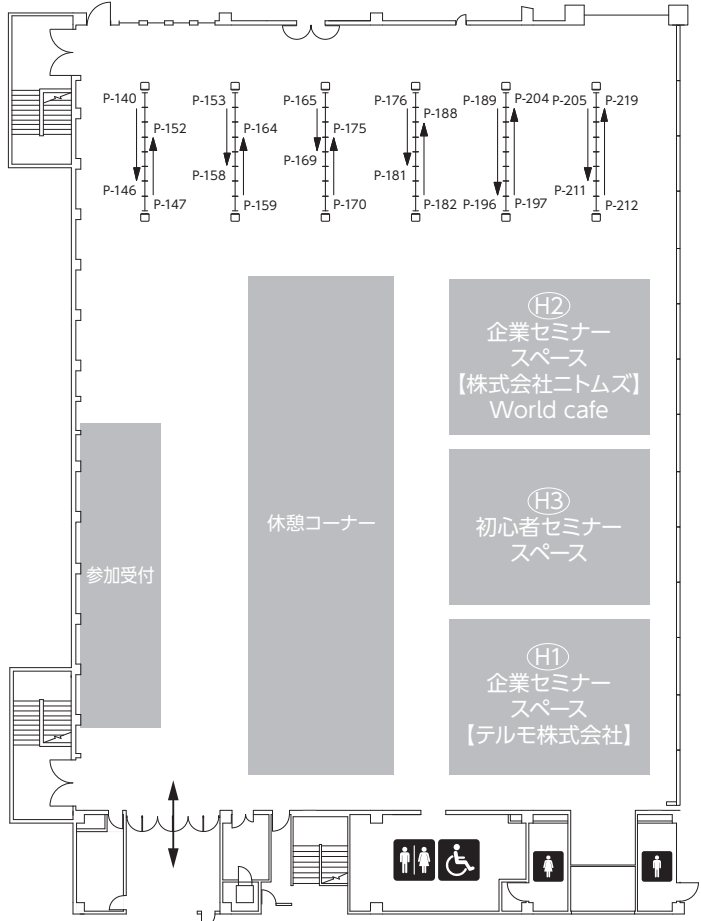 P-140
P-152
P-146
P-147
P-153
P-164
P-158
P-159
P-165
P-175
P-169
P-170
P-176
P-188
P-181
P-182
P-189
P-204
P-196
P-197
P-205
P-219
P-211
P-212
H2
企業セミナー
スペース
【株式会社ニトムズ】
World cafe
H3
初心者セミナー
スペース
休憩コーナー
参加受付
H1
企業セミナー
スペース
【テルモ株式会社】